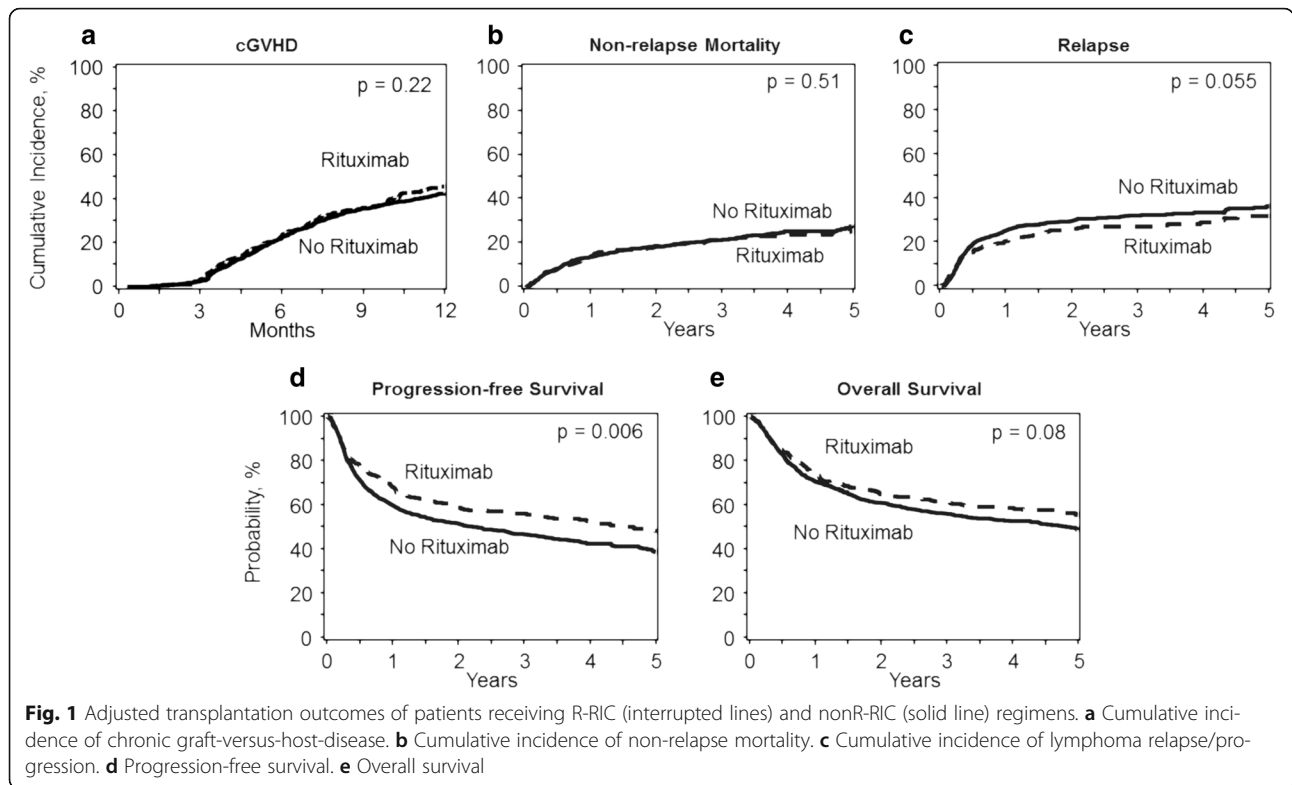 a
cGVHD
Cumulative Incidence, %
100
80
60
40
20
0
p = 0.22
Rituximab
No Rituximab
0 3 6 9 12
Months
b
Non-relapse Mortality
100
80
60
40
20
0
p = 0.51
No Rituximab
Rituximab
0 1 2 3 4 5
Years
c
Relapse
100
80
60
40
20
0
p = 0.055
No Rituximab
Rituximab
0 1 2 3 4 5
Years
d
Progression-free Survival
Probability, %
100
80
60
40
20
0
p = 0.006
Rituximab
No Rituximab
0 1 2 3 4 5
Years
e
Overall Survival
100
80
60
40
20
0
p = 0.08
Rituximab
No Rituximab
0 1 2 3 4 5
Years
Fig. 1 Adjusted transplantation outcomes of patients receiving R-RIC (interrupted lines) and nonR-RIC (solid line) regimens. a Cumulative inci-
dence of chronic graft-versus-host-disease. b Cumulative incidence of non-relapse mortality. c Cumulative incidence of lymphoma relapse/pro-
gression. d Progression-free survival. e Overall survival